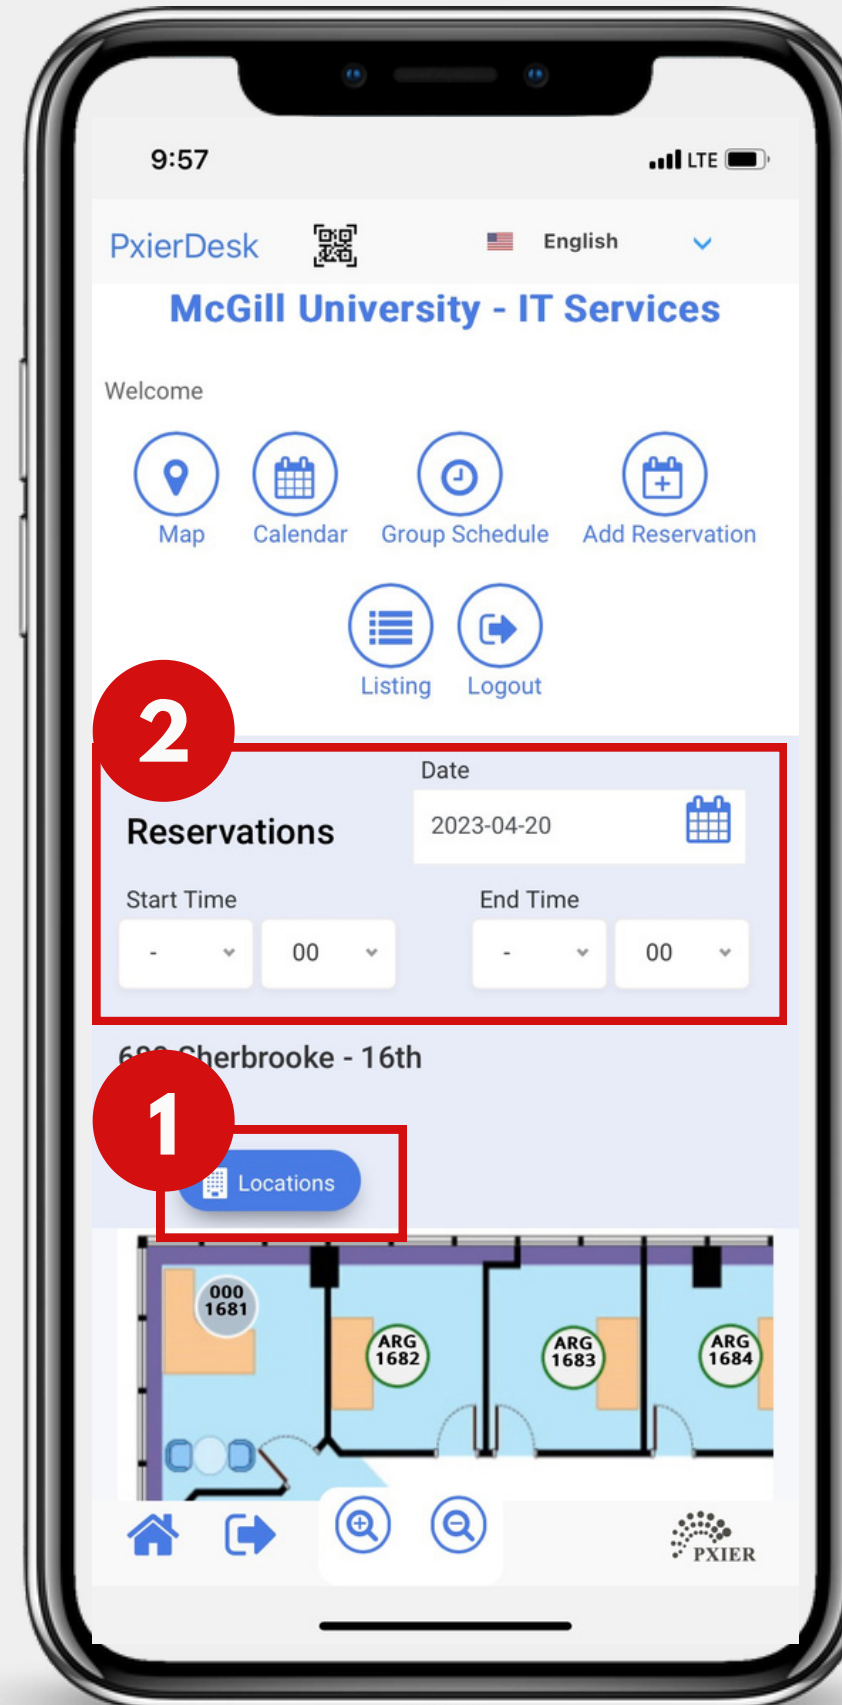 9:57
LTE
PxierDesk
English
McGill University - IT Services
Welcome
Map
Calendar
Group Schedule
Add Reservation
Listing
Logout
2
Date
Reservations
2023-04-20
Start Time
End Time
- 00
- 00
Sherbrooke - 16th
1
Locations
000
1681
ARG
1682
ARG
1683
ARG
1684
PXIER